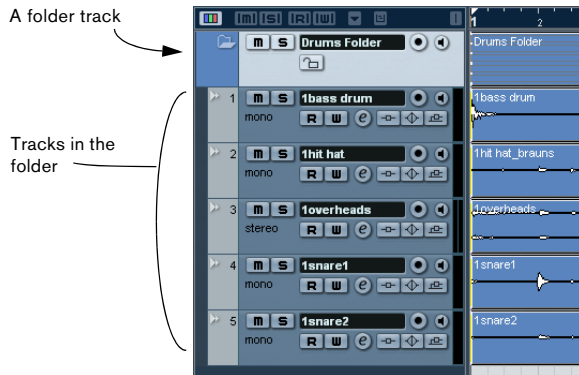 A folder track
Tracks in the folder
M S R W
1 2
m S Drums Folder
Drums Folder
1 m S 1bass drum
mono R W e
1bass drum
2 m S 1hit hat
mono R W e
1hit hat_brauns
3 m S 1overheads
stereo R W e
1overheads
4 m S 1snare1
mono R W e
1snare1
5 m S 1snare2
mono R W e
1snare2